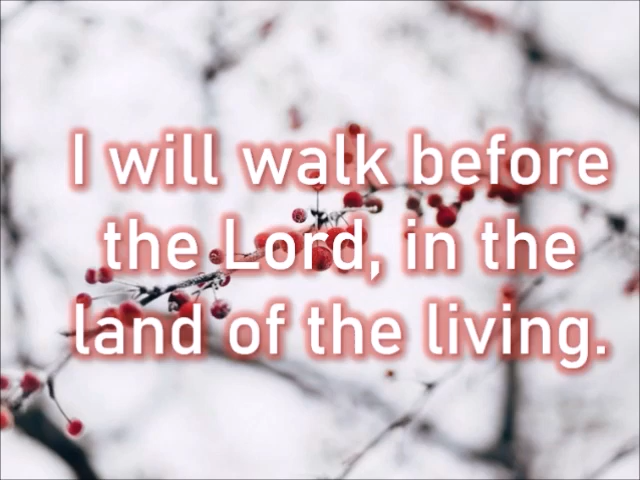 I will walk before
the Lord, in the
land of the living.